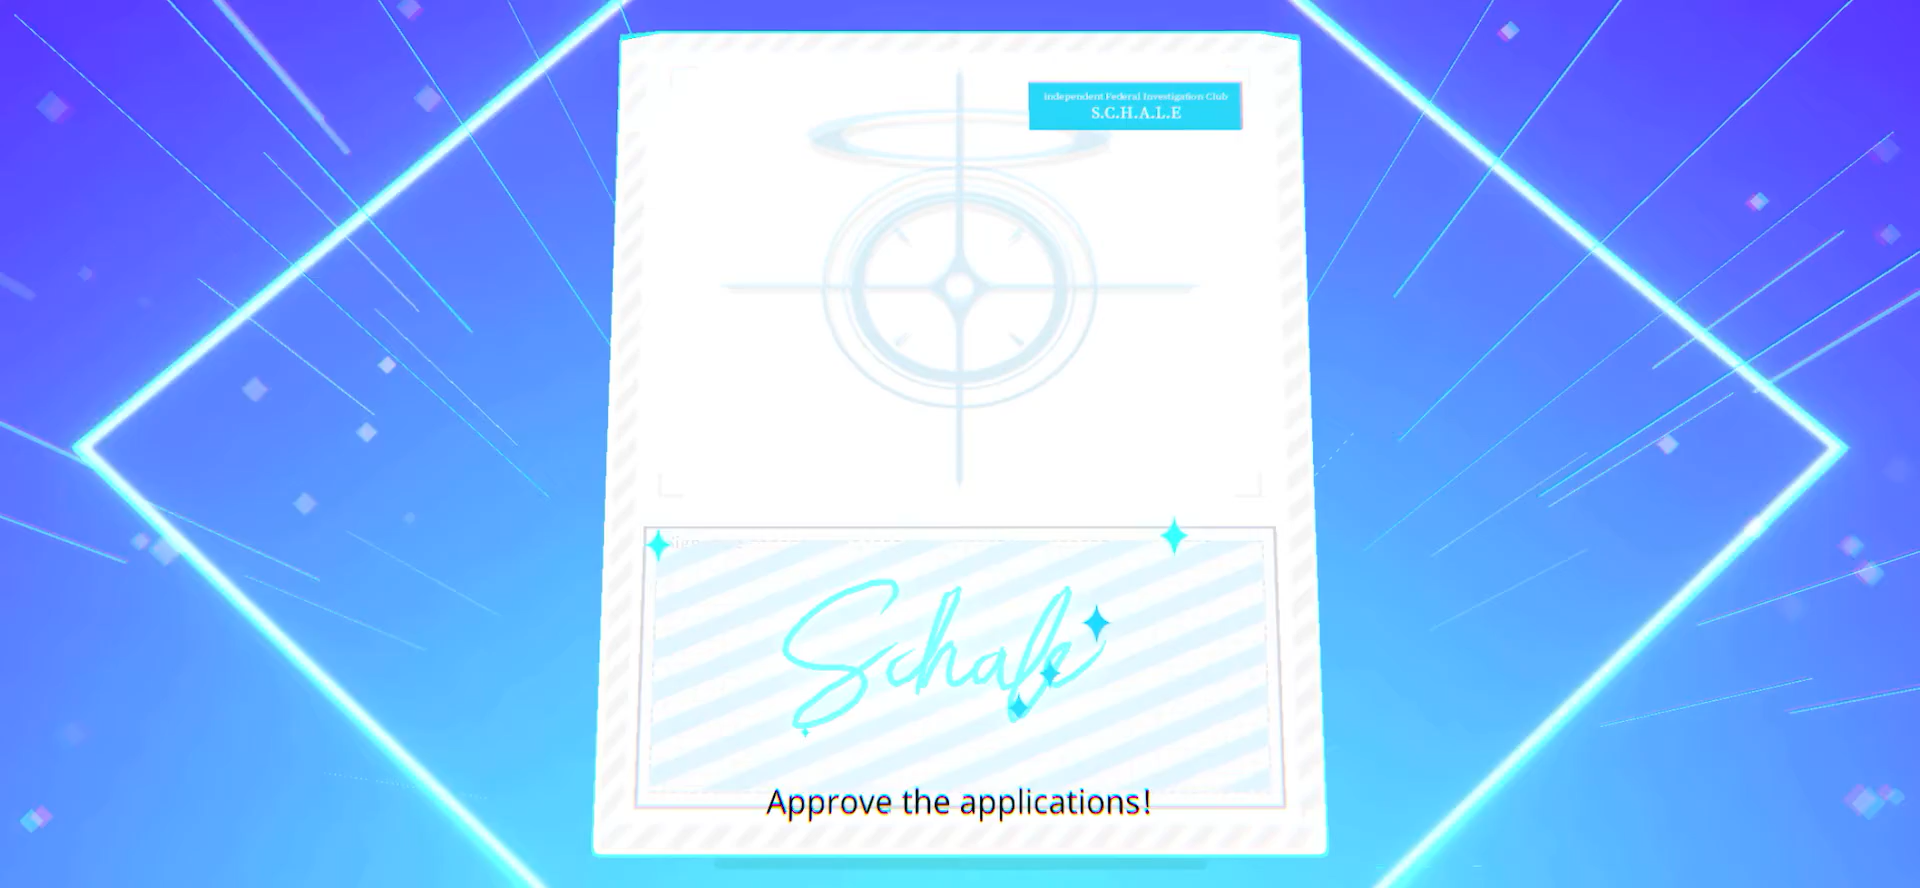 Independent Federal Investigation Club
S.C.H.A.L.E
Schale
Approve the applications!